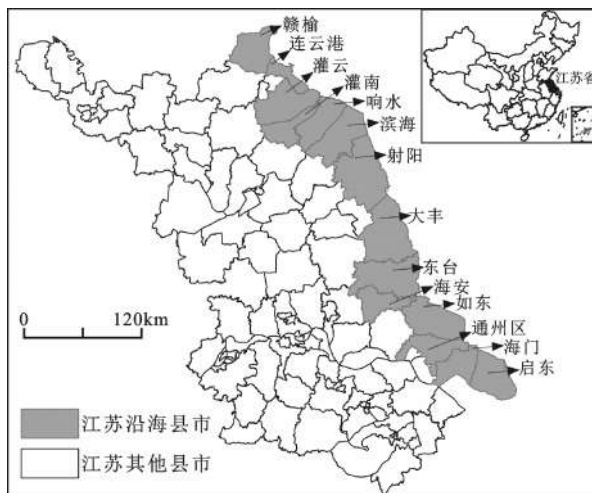 赣榆
连云港
灌云
灌南
响水
滨海
射阳
大丰
东台
海安
如东
通州区
海门
启东
江苏省
0 120km
江苏沿海县市
江苏其他县市